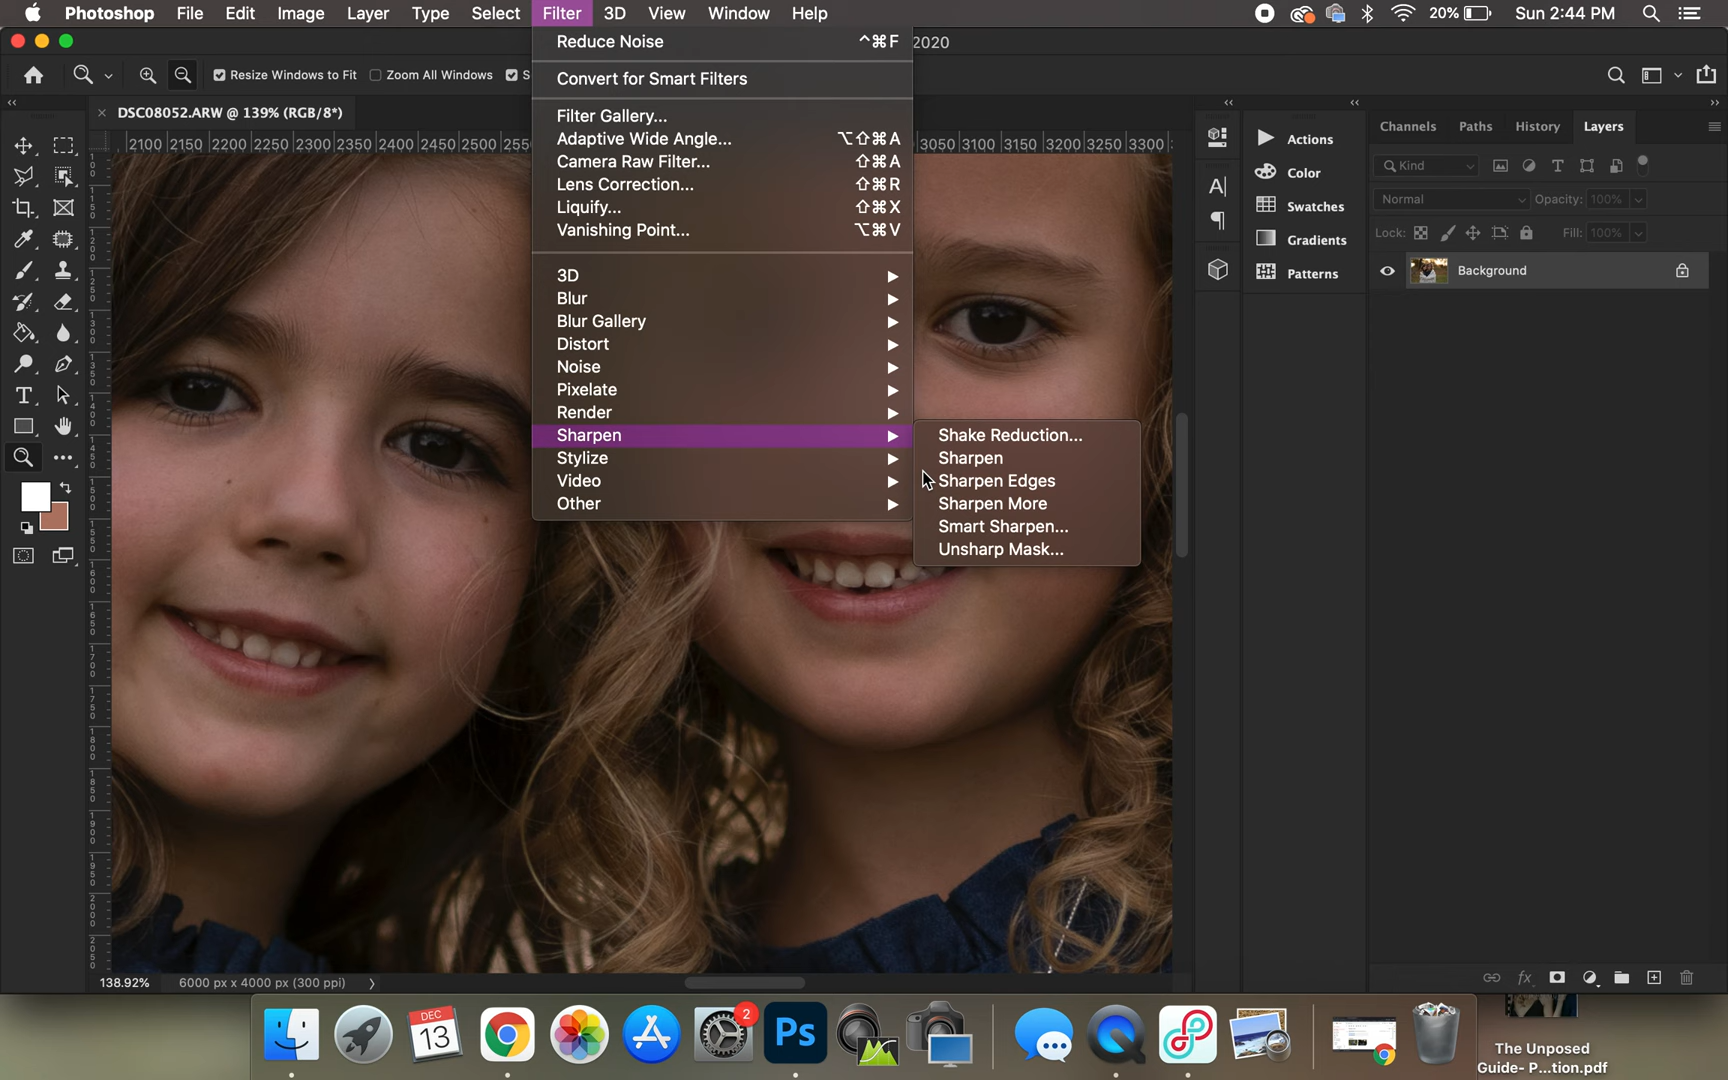 Photoshop File Edit Image Layer Type Select Filter 3D View Window Help 20% Sun 2:44 PM
2020
Resize Windows to Fit Zoom All Windows S
DSC08052.ARW @ 139% (RGB/8*)
2100 2150 2200 2250 2300 2350 2400 2450 2500 3050 3100 3150 3200 3250 3300
Reduce Noise ^⌘F
Convert for Smart Filters
Filter Gallery...
Adaptive Wide Angle... ⌥⇧⌘A
Camera Raw Filter... ⇧⌘A
Lens Correction... ⇧⌘R
Liquify... ⇧⌘X
Vanishing Point... ⌥⌘V
3D
Blur
Blur Gallery
Distort
Noise
Pixelate
Render
Sharpen
Stylize
Video
Other
Shake Reduction...
Sharpen
Sharpen Edges
Sharpen More
Smart Sharpen...
Unsharp Mask...
Actions
Color
Swatches
Gradients
Patterns
Channels Paths History Layers
Kind
Normal Opacity: 100%
Lock: Fill: 100%
Background
138.92% 6000 px x 4000 px (300 ppi)
DEC
13
2
Ps
The Unposed
Guide- P...tion.pdf